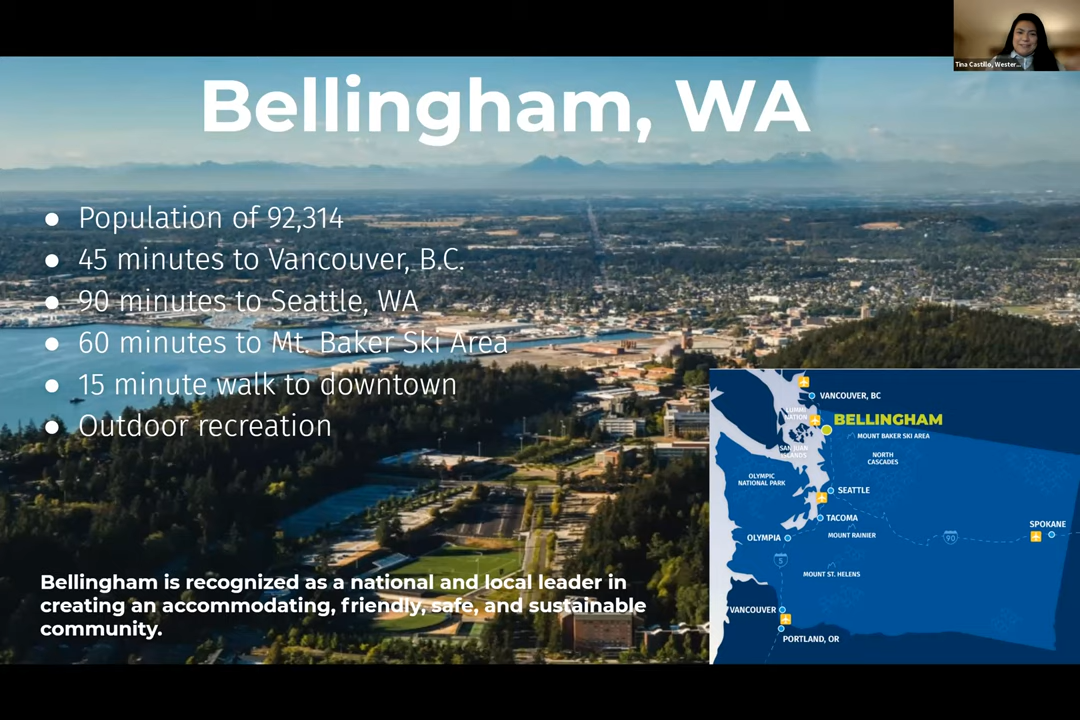 Tina Castillo, Wester...
Bellingham, WA
● Population of 92,314
● 45 minutes to Vancouver, B.C.
● 90 minutes to Seattle, WA
● 60 minutes to Mt. Baker Ski Area
● 15 minute walk to downtown
● Outdoor recreation
Bellingham is recognized as a national and local leader in
creating an accommodating, friendly, safe, and sustainable
community.
VANCOUVER, BC
LUMMI
NATION
BELLINGHAM
MOUNT BAKER SKI AREA
SAN JUAN
ISLANDS
NORTH
CASCADES
OLYMPIC
NATIONAL PARK
SEATTLE
TACOMA
OLYMPIA
MOUNT RAINIER
90
SPOKANE
5
MOUNT ST. HELENS
VANCOUVER
PORTLAND, OR